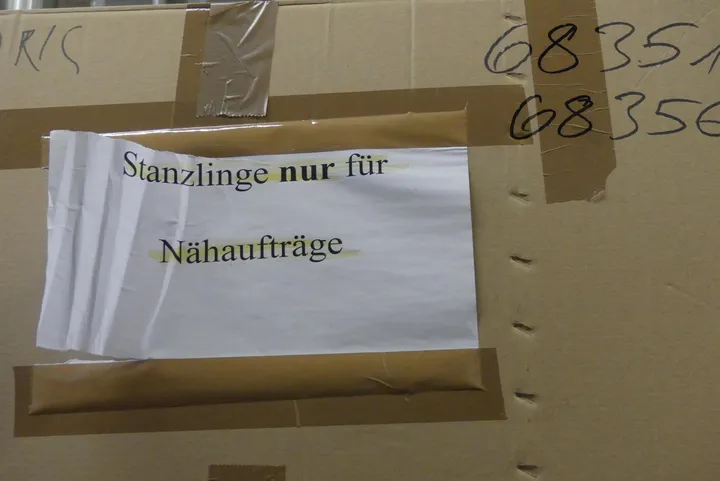 68351
68356
Stanzlinge nur für
Nähaufträge